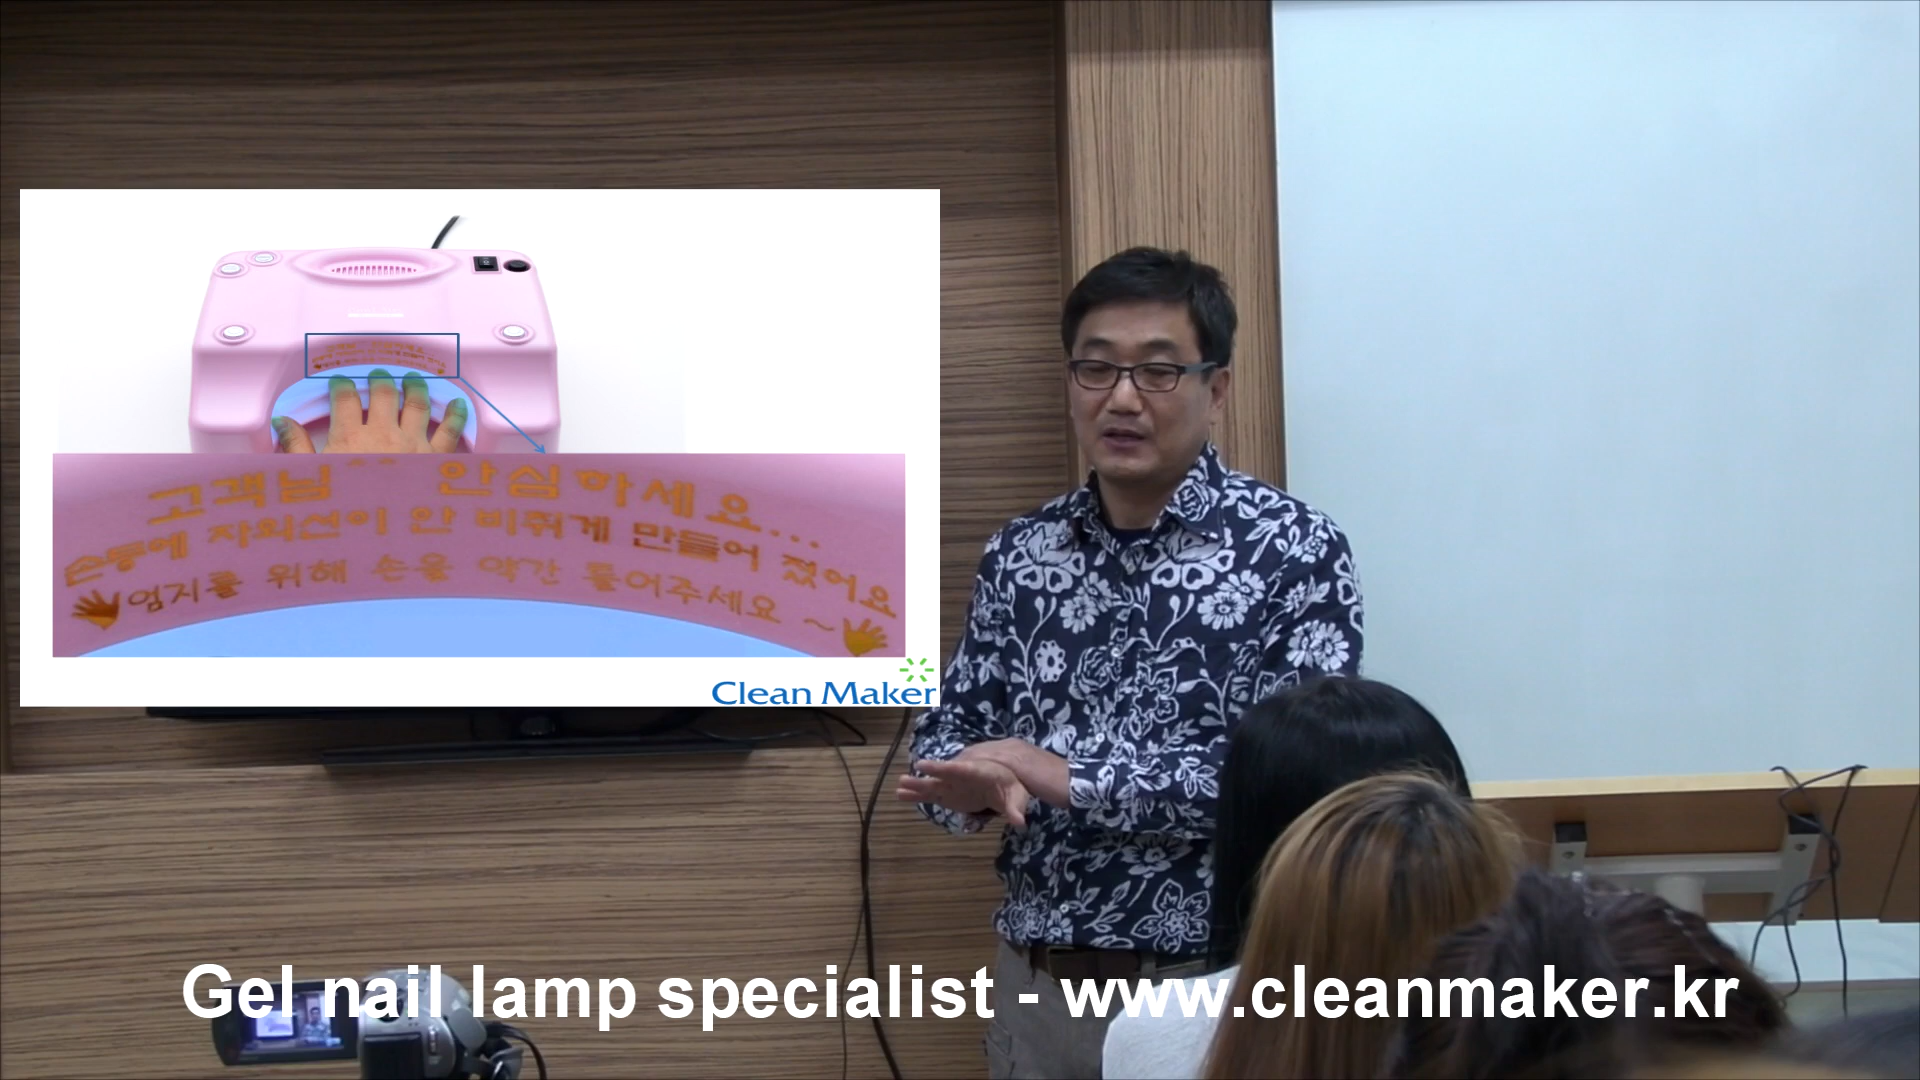 고객님^^ 안심하세요...
손등에 자외선이 안 비춰게 만들어 졌어요
엄지를 위해 손을 약간 틀어주세요 ~
Clean Maker
Gel nail lamp specialist - www.cleanmaker.kr